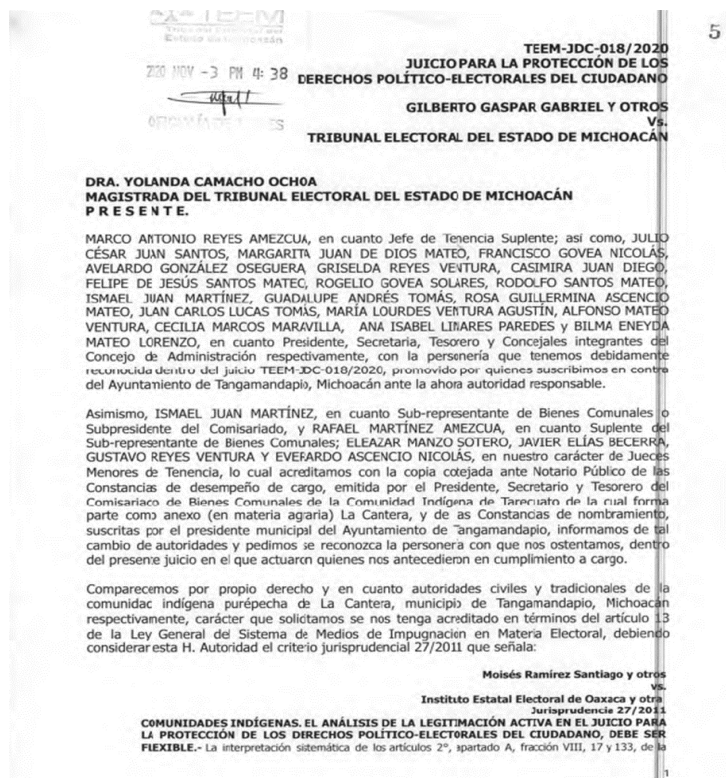 TEEM
Tribunal Electoral del
Estado de Michoacán
2020 NOV -3 PM 4: 38
5
TEEM-JDC-018/2020
JUICIO PARA LA PROTECCIÓN DE LOS
DERECHOS POLÍTICO-ELECTORALES DEL CIUDADANO
GILBERTO GASPAR GABRIEL Y OTROS
Vs.
TRIBUNAL ELECTORAL DEL ESTADO DE MICHOACÁN
DRA. YOLANDA CAMACHO OCHOA
MAGISTRADA DEL TRIBUNAL ELECTORAL DEL ESTADO DE MICHOACÁN
P R E S E N T E.
MARCO ANTONIO REYES AMEZCUA, en cuanto Jefe de Tenencia Suplente; así como, JULIO
CÉSAR JUAN SANTOS, MARGARITA JUAN DE DIOS MATEO, FRANCISCO GOVEA NICOLÁS,
AVELARDO GONZÁLEZ OSEGUERA, GRISELDA REYES VENTURA, CASIMIRA JUAN DIEGO,
FELIPE DE JESÚS SANTOS MATEO, ROGELIO GOVEA SOLARES, RODOLFO SANTOS MATEO,
ISMAEL JUAN MARTÍNEZ, GUADALUPE ANDRÉS TOMÁS, ROSA GUILLERMINA ASCENCIO
MATEO, JUAN CARLOS LUCAS TOMÁS, MARÍA LOURDES VENTURA AGUSTÍN, ALFONSO MATEO
VENTURA, CECILIA MARCOS MARAVILLA, ANA ISABEL LINARES PAREDES y BILMA ENEYDA
MATEO LORENZO, en cuanto Presidente, Secretaria, Tesorero y Concejales integrantes del
Concejo de Administración respectivamente, con la personería que tenemos debidamente
reconocida dentro del juicio TEEM-JDC-018/2020, promovido por quienes suscribimos en contra
del Ayuntamiento de Tangamandapio, Michoacán ante la ahora autoridad responsable.
Asimismo, ISMAEL JUAN MARTÍNEZ, en cuanto Sub-representante de Bienes Comunales o
Subpresidente del Comisariado, y RAFAEL MARTÍNEZ AMEZCUA, en cuanto Suplente del
Sub-representante de Bienes Comunales; ELEAZAR MANZO SOTERO, JAVIER ELÍAS BECERRA,
GUSTAVO REYES VENTURA Y EVERARDO ASCENCIO NICOLÁS, en nuestro carácter de Jueces
Menores de Tenencia, lo cual acreditamos con la copia cotejada ante Notario Público de las
Constancias de desempeño de cargo, emitida por el Presidente, Secretario y Tesorero del
Comisariado de Bienes Comunales de la Comunidad Indígena de Tarecuato de la cual forma
parte como anexo (en materia agraria) La Cantera, y de as Constancias de nombramiento,
suscritas por el presidente municipal del Ayuntamiento de Tangamandapio, informamos de tal
cambio de autoridades y pedimos se reconozca la personería con que nos ostentamos, dentro
del presente juicio en el que actuaron quienes nos antecedieron en cumplimiento a cargo.
Comparecemos por propio derecho y en cuanto autoridades civiles y tradicionales de la
comunidad indígena purépecha de La Cantera, municipio de Tangamandapio, Michoacán
respectivamente, carácter que solicitamos se nos tenga acreditado en términos del artículo 13
de la Ley General del Sistema de Medios de Impugnación en Materia Electoral, debiendo
considerar esta H. Autoridad el criterio jurisprudencial 27/2011 que señala:
Moisés Ramírez Santiago y otros
vs.
Instituto Estatal Electoral de Oaxaca y otra
Jurisprudencia 27/2011
COMUNIDADES INDÍGENAS. EL ANÁLISIS DE LA LEGITIMACIÓN ACTIVA EN EL JUICIO PARA
LA PROTECCIÓN DE LOS DERECHOS POLÍTICO-ELECTORALES DEL CIUDADANO, DEBE SER
FLEXIBLE.- La interpretación sistemática de los artículos 2º, apartado A, fracción VIII, 17 y 133, de la
1